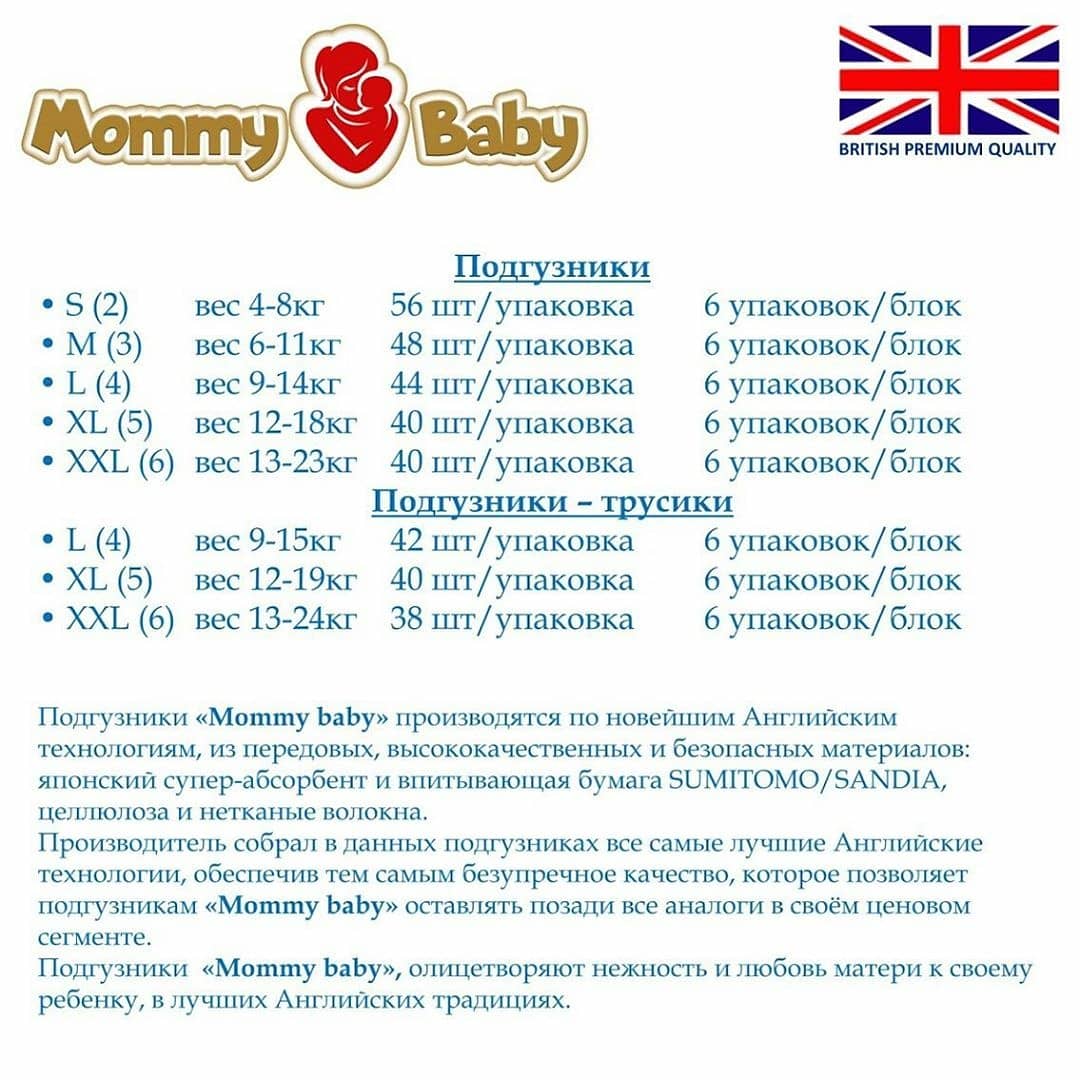 Mommy Baby
BRITISH PREMIUM QUALITY
Подгузники
• S (2) вес 4-8кг 56 шт/упаковка 6 упаковок/блок
• M (3) вес 6-11кг 48 шт/упаковка 6 упаковок/блок
• L (4) вес 9-14кг 44 шт/упаковка 6 упаковок/блок
• XL (5) вес 12-18кг 40 шт/упаковка 6 упаковок/блок
• XXL (6) вес 13-23кг 40 шт/упаковка 6 упаковок/блок
Подгузники – трусики
• L (4) вес 9-15кг 42 шт/упаковка 6 упаковок/блок
• XL (5) вес 12-19кг 40 шт/упаковка 6 упаковок/блок
• XXL (6) вес 13-24кг 38 шт/упаковка 6 упаковок/блок
Подгузники «Mommy baby» производятся по новейшим Английским
технологиям, из передовых, высококачественных и безопасных материалов:
японский супер-абсорбент и впитывающая бумага SUMITOMO/SANDIA,
целлюлоза и нетканые волокна.
Производитель собрал в данных подгузниках все самые лучшие Английские
технологии, обеспечив тем самым безупречное качество, которое позволяет
подгузникам «Mommy baby» оставлять позади все аналоги в своём ценовом
сегменте.
Подгузники «Mommy baby», олицетворяют нежность и любовь матери к своему
ребенку, в лучших Английских традициях.